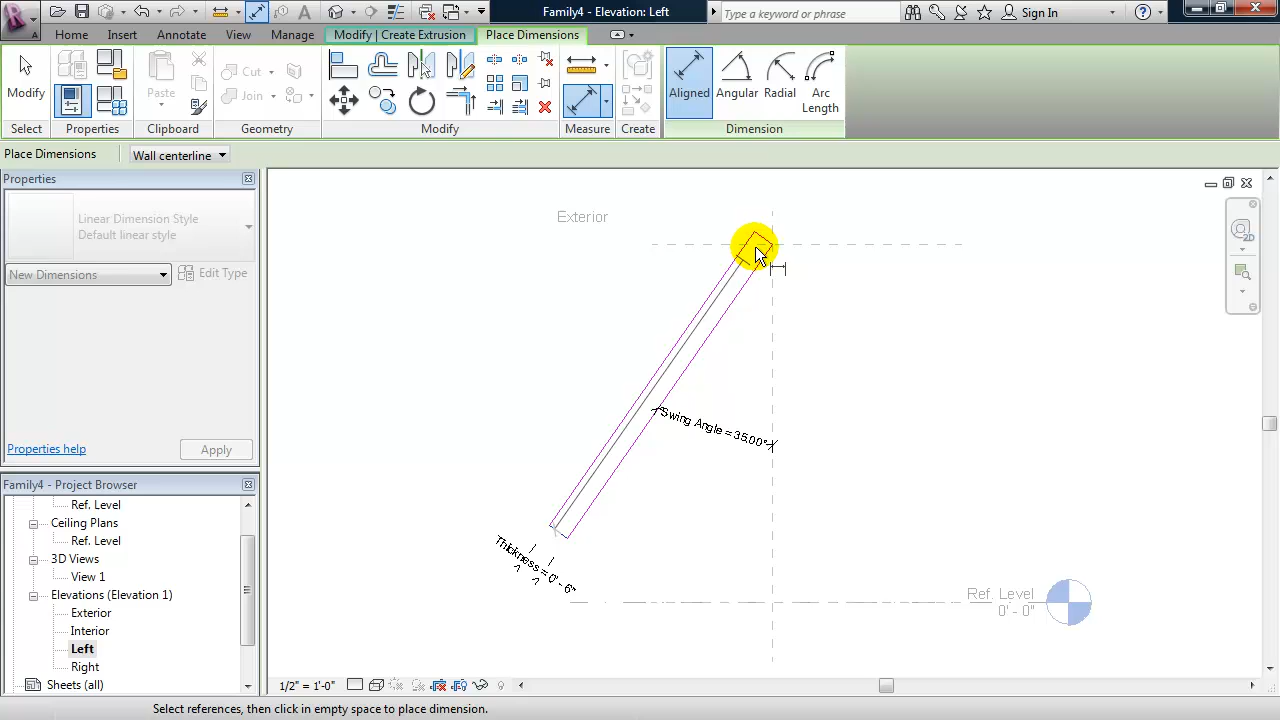 Family4 - Elevation: Left
Type a keyword or phrase
Sign In
Home
Insert
Annotate
View
Manage
Modify | Create Extrusion
Place Dimensions
Modify
Paste
Cut
Join
Aligned
Angular
Radial
Arc
Length
Select
Properties
Clipboard
Geometry
Modify
Measure
Create
Dimension
Place Dimensions
Wall centerline
Properties
Linear Dimension Style
Default linear style
New Dimensions
Edit Type
Properties help
Apply
Family4 - Project Browser
Ref. Level
Ceiling Plans
Ref. Level
3D Views
View 1
Elevations (Elevation 1)
Exterior
Interior
Left
Right
Sheets (all)
Exterior
Swing Angle = 35.00°
Thickness = 0' - 6"
Ref. Level
0' - 0"
2D
1/2" = 1'-0"
Select references, then click in empty space to place dimension.